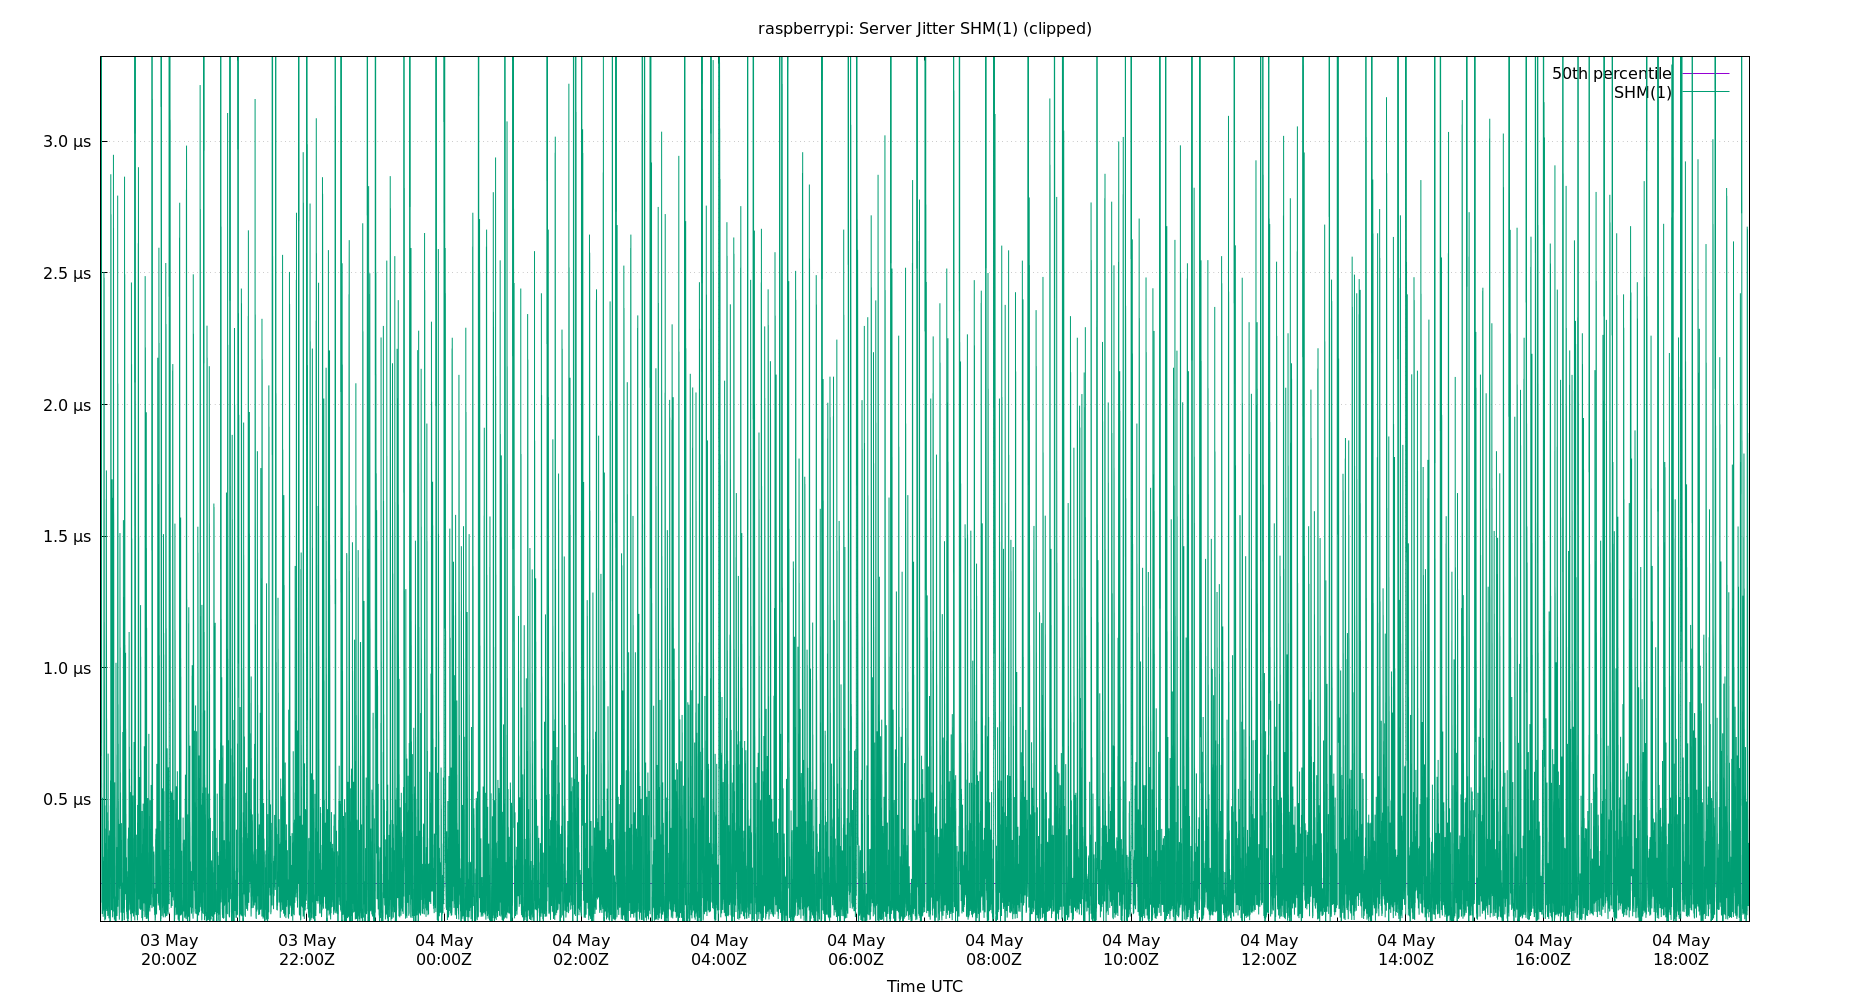 raspberrypi: Server Jitter SHM(1) (clipped)
50th percentile
SHM(1)
3.0 µs
2.5 µs
2.0 µs
1.5 µs
1.0 µs
0.5 µs
03 May 03 May 04 May 04 May 04 May 04 May 04 May 04 May 04 May 04 May 04 May 04 May
20:00Z 22:00Z 00:00Z 02:00Z 04:00Z 06:00Z 08:00Z 10:00Z 12:00Z 14:00Z 16:00Z 18:00Z
Time UTC